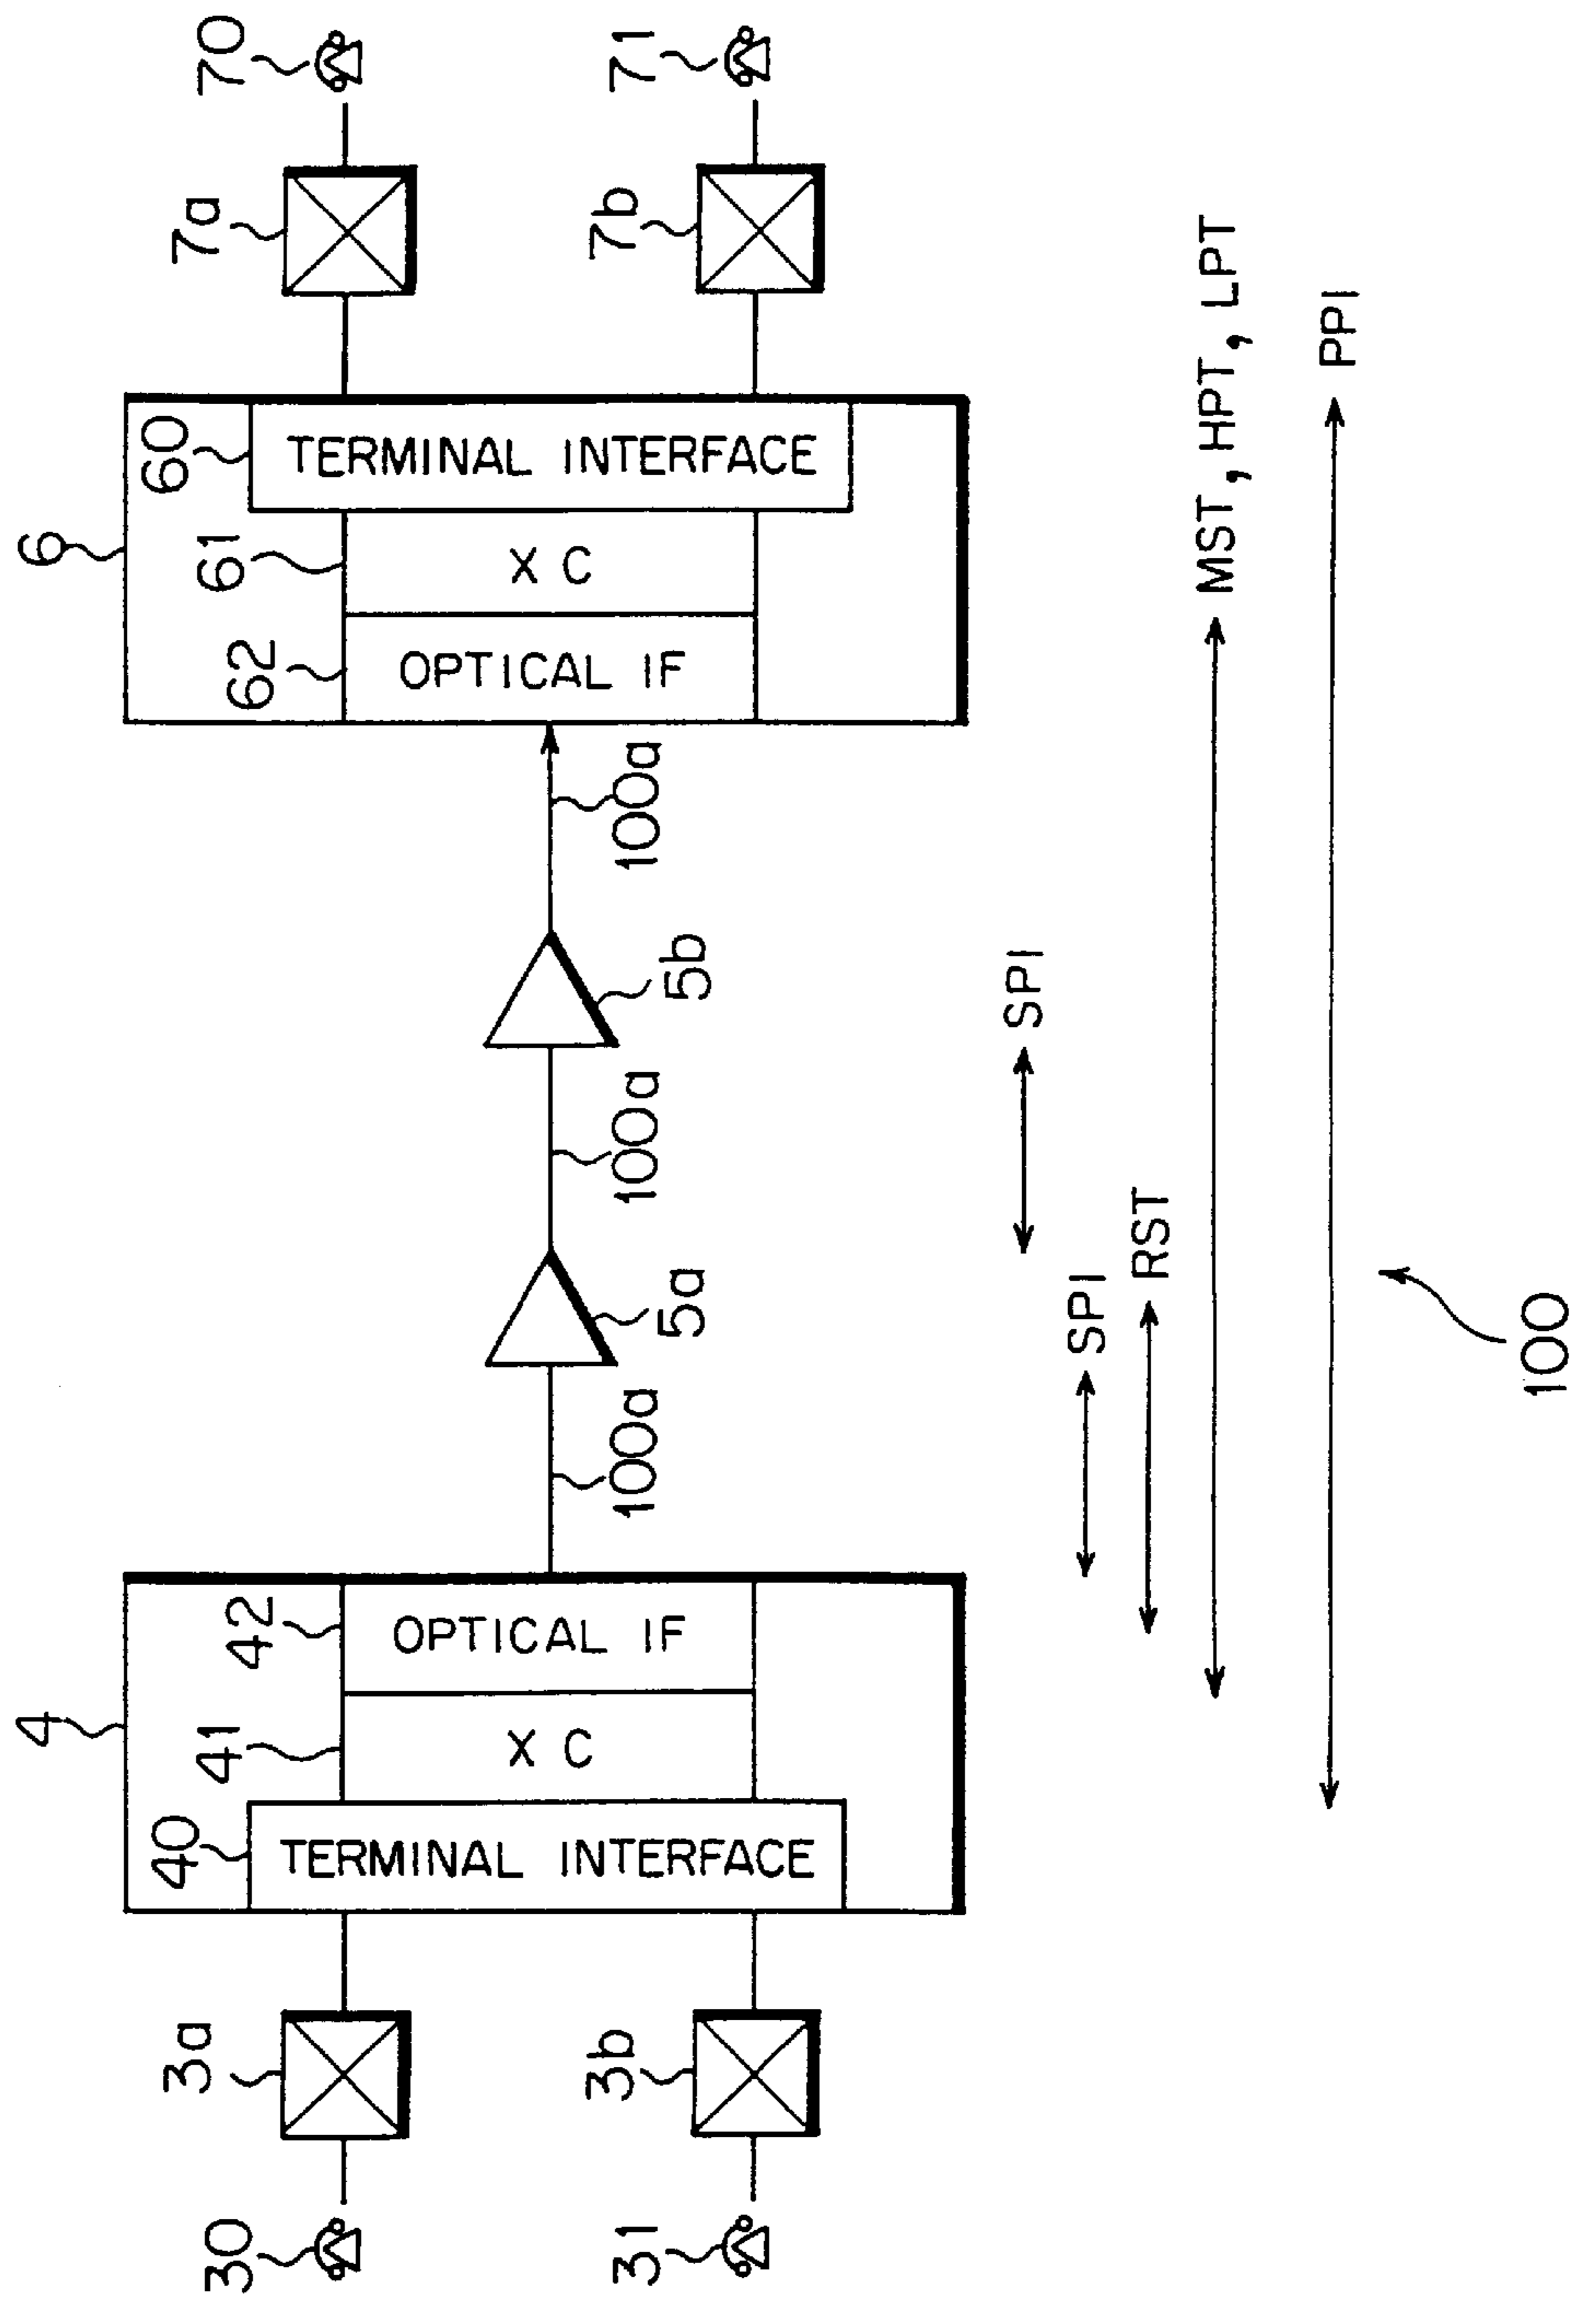 30
3a
4
40
TERMINAL INTERFACE
41
X C
42
OPTICAL IF
100a
5a
100a
5b
100a
6
62
OPTICAL IF
61
X C
60
TERMINAL INTERFACE
7a
70
31
3b
7b
71
SPI
SPI
RST
MST, HPT, LPT
PPI
100